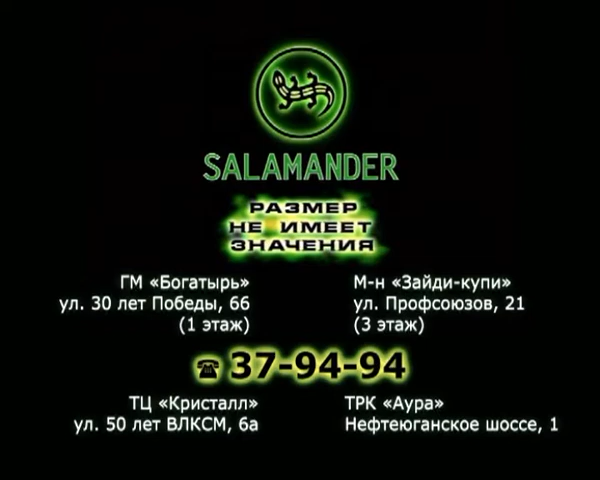 SALAMANDER
РАЗМЕР
НЕ ИМЕЕТ
ЗНАЧЕНИЯ
ГМ «Богатырь»
ул. 30 лет Победы, 66
(1 этаж)
М-н «Зайди-купи»
ул. Профсоюзов, 21
(3 этаж)
☎ 37-94-94
ТЦ «Кристалл»
ул. 50 лет ВЛКСМ, 6а
ТРК «Аура»
Нефтеюганское шоссе, 1